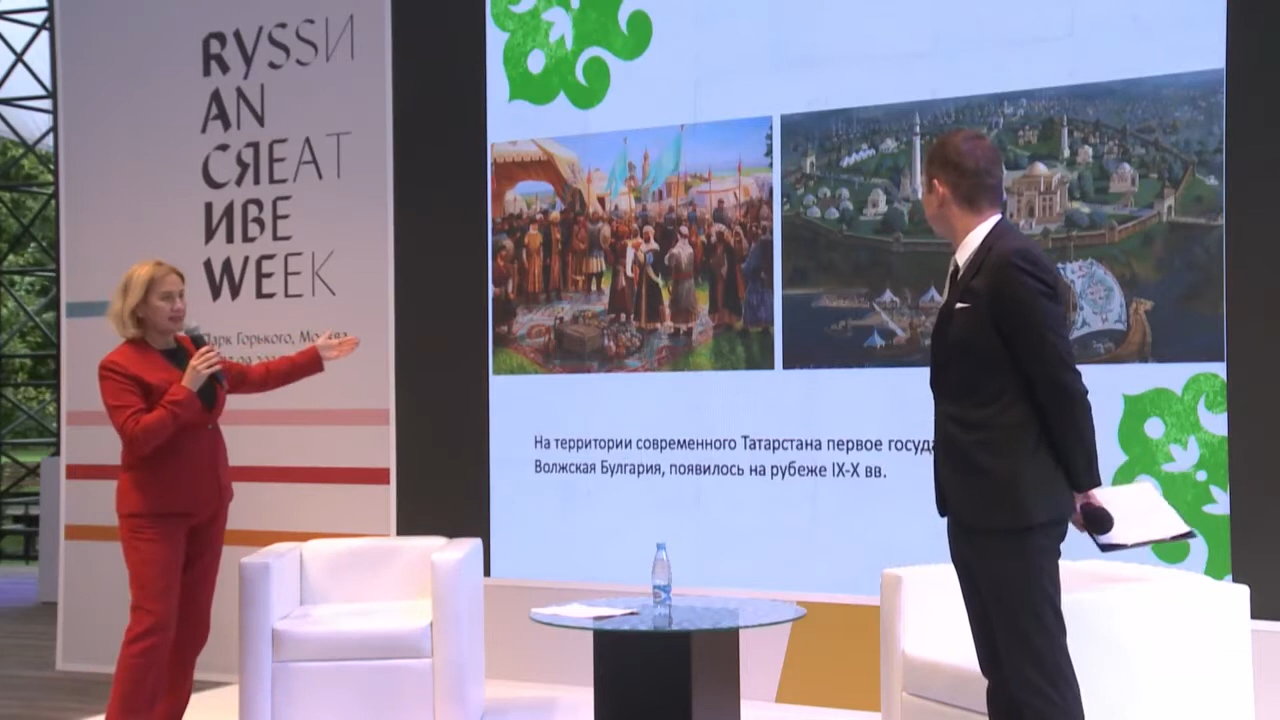 RYSSИ
AN
CЯEAT
ИBE
WEEK
Парк Горького, Москва
На территории современного Татарстана первое
Волжская Булгария, появилось на рубеже IX-X вв.